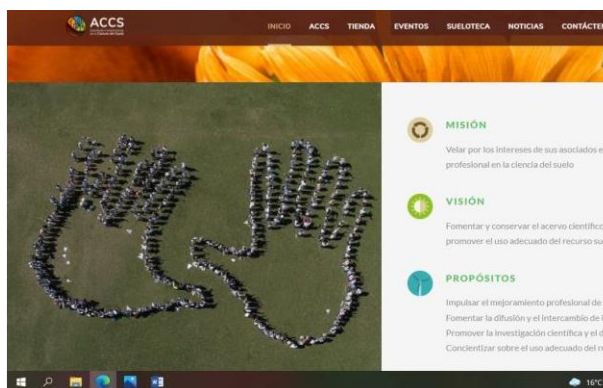 ACCS
INICIO ACCS TIENDA EVENTOS SUELOTECA NOTICIAS
MISIÓN
Velar por los intereses de sus asociados
profesional en la ciencia del suelo
VISIÓN
Fomentar y conservar el acervo científico
promover el uso adecuado del recurso
PROPÓSITOS
Impulsar el mejoramiento profesional de
Fomentar la difusión y el intercambio de
Promover la investigación científica y el
Concientizar sobre el uso adecuado del
16°C